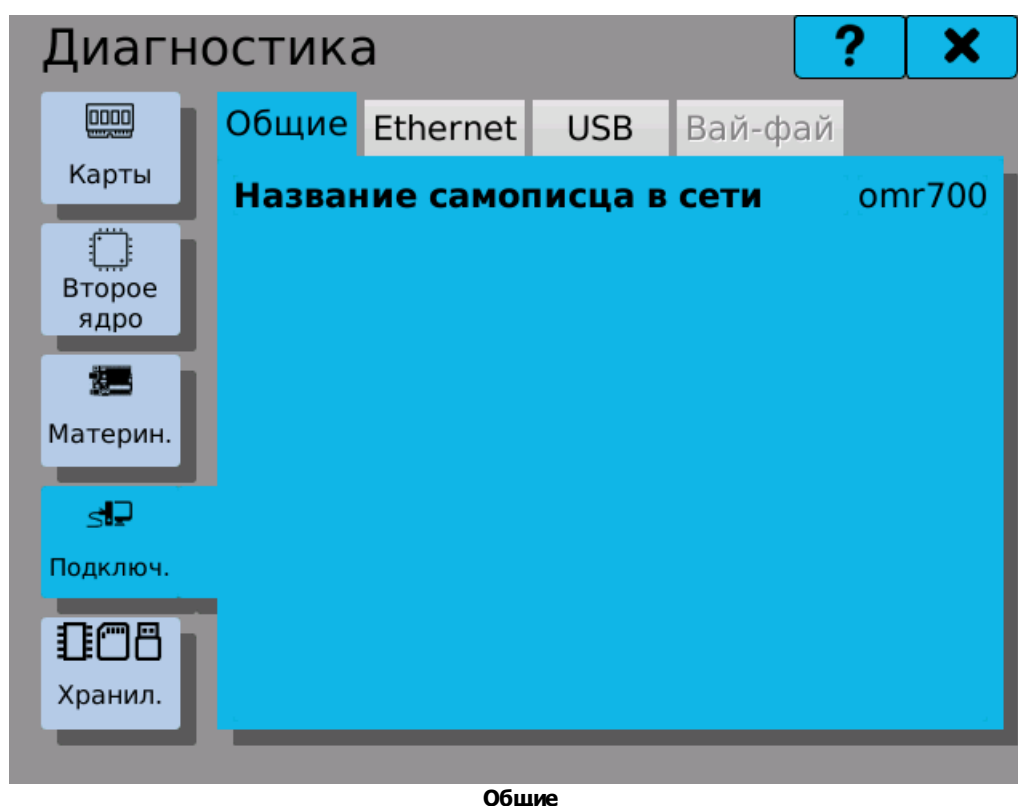 Диагностика
? ✖
Карты
Второе
ядро
Материн.
Подключ.
Хранил.
Общие Ethernet USB Вай-фай
Название самописца в сети omr700
Общие